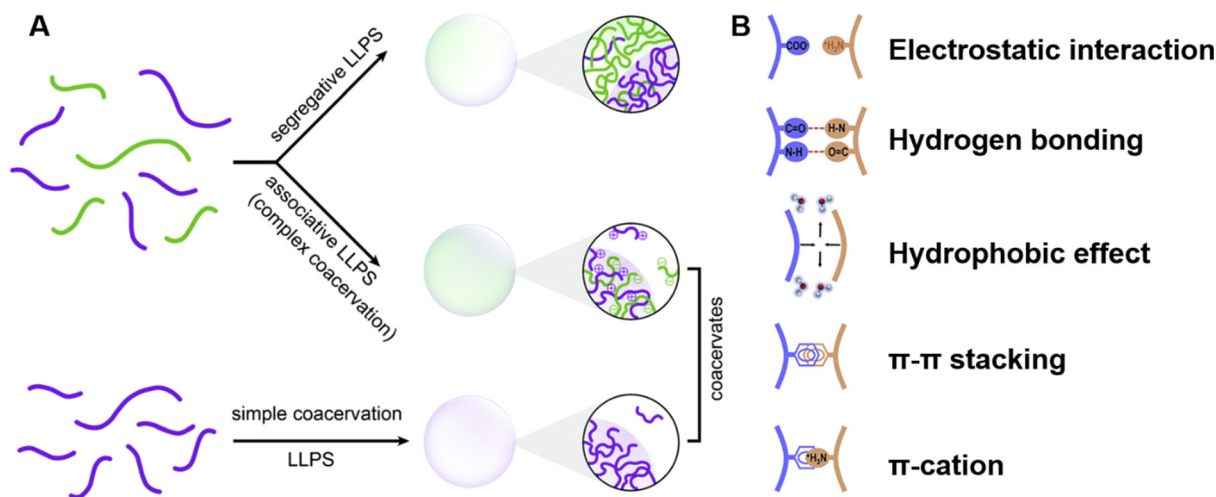 A
segregative LLPS
associative LLPS
(complex coacervation)
simple coacervation
LLPS
coacervates
B
COO⁻ ⁺H₃N
Electrostatic interaction
C=O H-N
N-H O=C
Hydrogen bonding
Hydrophobic effect
π-π stacking
⁺H₃N
π-cation